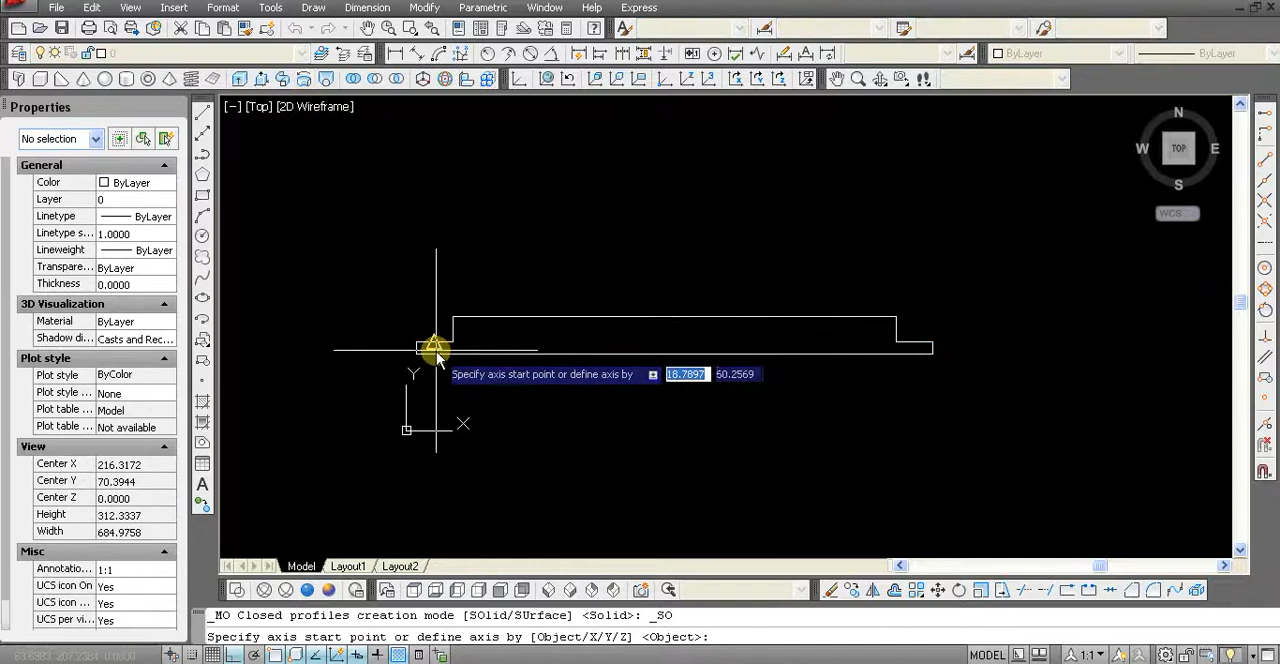 File Edit View Insert Format Tools Draw Dimension Modify Parametric Window Help Express
0 ByLayer ByLayer
Properties
[−] [Top] [2D Wireframe]
No selection
General
Color ByLayer
Layer 0
Linetype ByLayer
Linetype s... 1.0000
Lineweight ByLayer
Transpare... ByLayer
Thickness 0.0000
3D Visualization
Material ByLayer
Shadow di... Casts and Rec...
Plot style
Plot style ByColor
Plot style None
Plot table ... Model
Plot table ... Not available
View
Center X 216.3172
Center Y 70.3944
Center Z 0.0000
Height 312.3337
Width 684.9758
Misc
Annotatio... 1:1
UCS icon On Yes
UCS icon ... Yes
UCS per vi... Yes
N
W TOP E
S
WCS
Specify axis start point or define axis by 18.7897 60.2569
Y
X
Model Layout1 Layout2
_MO Closed profiles creation mode [SOlid/SUrface] <Solid>: _SO
Specify axis start point or define axis by [Object/X/Y/Z] <Object>:
MODEL 1:1